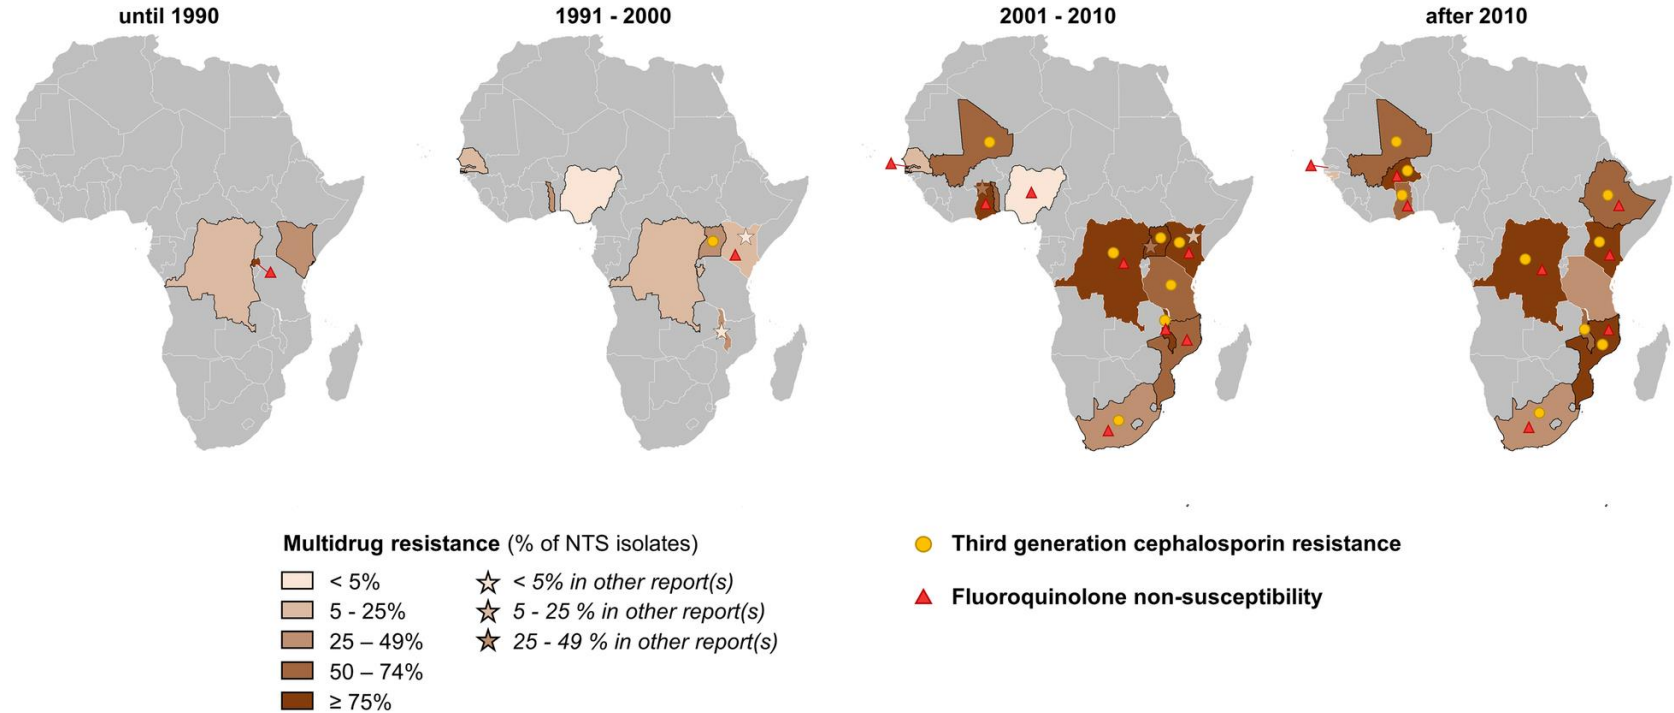 until 1990
1991 - 2000
2001 - 2010
after 2010
Multidrug resistance (% of NTS isolates)
< 5%
5 - 25%
25 – 49%
50 – 74%
≥ 75%
< 5% in other report(s)
5 - 25 % in other report(s)
25 - 49 % in other report(s)
Third generation cephalosporin resistance
Fluoroquinolone non-susceptibility